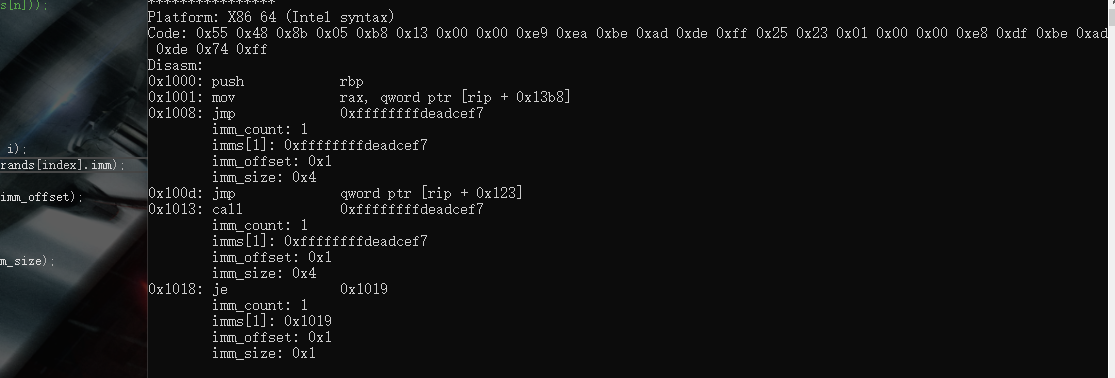 s[n]));
i);
rands[index].imm);
imm_offset);
m_size);
****************
Platform: X86 64 (Intel syntax)
Code: 0x55 0x48 0x8b 0x05 0xb8 0x13 0x00 0x00 0xe9 0xea 0xbe 0xad 0xde 0xff 0x25 0x23 0x01 0x00 0x00 0xe8 0xdf 0xbe 0xad
0xde 0x74 0xff
Disasm:
0x1000: push rbp
0x1001: mov rax, qword ptr [rip + 0x13b8]
0x1008: jmp 0xffffffffdeadcef7
imm_count: 1
imms[1]: 0xffffffffdeadcef7
imm_offset: 0x1
imm_size: 0x4
0x100d: jmp qword ptr [rip + 0x123]
0x1013: call 0xffffffffdeadcef7
imm_count: 1
imms[1]: 0xffffffffdeadcef7
imm_offset: 0x1
imm_size: 0x4
0x1018: je 0x1019
imm_count: 1
imms[1]: 0x1019
imm_offset: 0x1
imm_size: 0x1